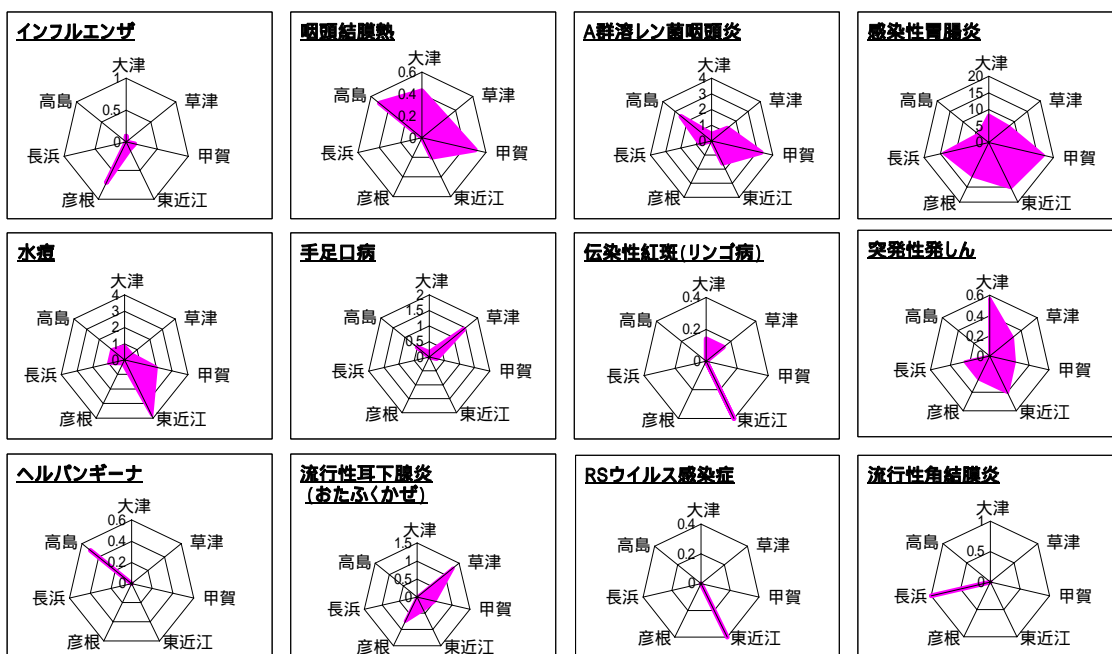 インフルエンザ
大津
1
0.5
0
草津
甲賀
東近江
彦根
長浜
高島
咽頭結膜熱
大津
0.6
0.4
0.2
0
草津
甲賀
東近江
彦根
長浜
高島
A群溶レン菌咽頭炎
大津
4
3
2
1
0
草津
甲賀
東近江
彦根
長浜
高島
感染性胃腸炎
大津
20
15
10
5
0
草津
甲賀
東近江
彦根
長浜
高島
水痘
大津
4
3
2
1
0
草津
甲賀
東近江
彦根
長浜
高島
手足口病
大津
2
1.5
1
0.5
0
草津
甲賀
東近江
彦根
長浜
高島
伝染性紅斑(リンゴ病)
大津
0.4
0.2
0
草津
甲賀
東近江
彦根
長浜
高島
突発性発しん
大津
0.6
0.4
0.2
0
草津
甲賀
東近江
彦根
長浜
高島
ヘルパンギーナ
大津
0.6
0.4
0.2
0
草津
甲賀
東近江
彦根
長浜
高島
流行性耳下腺炎
(おたふくかぜ)
大津
1.5
1
0.5
0
草津
甲賀
東近江
彦根
長浜
高島
RSウイルス感染症
大津
0.4
0.2
0
草津
甲賀
東近江
彦根
長浜
高島
流行性角結膜炎
大津
1
0.5
0
草津
甲賀
東近江
彦根
長浜
高島